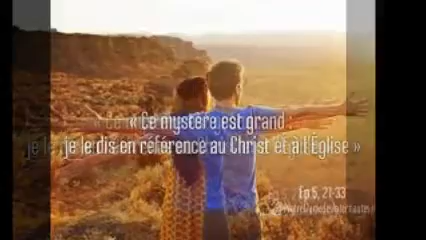 « Ce mystère est grand :
je le dis en référence au Christ et à l'Église »
Ep 5, 21-33